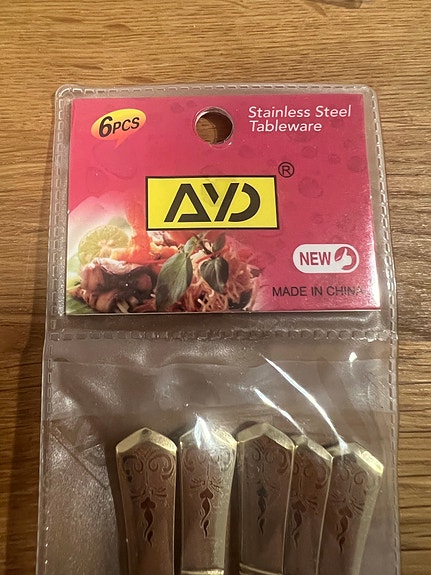 6PCS
Stainless Steel
Tableware
AYD®
NEW
MADE IN CHINA